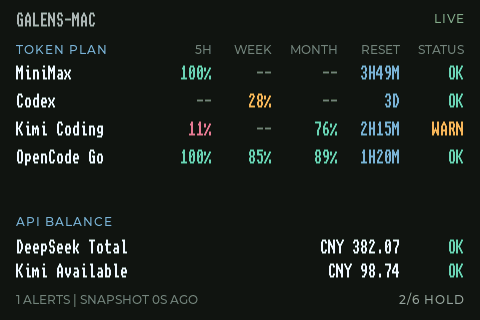 GALENS-MAC LIVE
TOKEN PLAN 5H WEEK MONTH RESET STATUS
MiniMax 100% -- -- 3H49M OK
Codex -- 28% -- 3D OK
Kimi Coding 11% -- 76% 2H15M WARN
OpenCode Go 100% 85% 89% 1H20M OK
API BALANCE
DeepSeek Total CNY 382.07 OK
Kimi Available CNY 98.74 OK
1 ALERTS | SNAPSHOT 0S AGO 2/6 HOLD